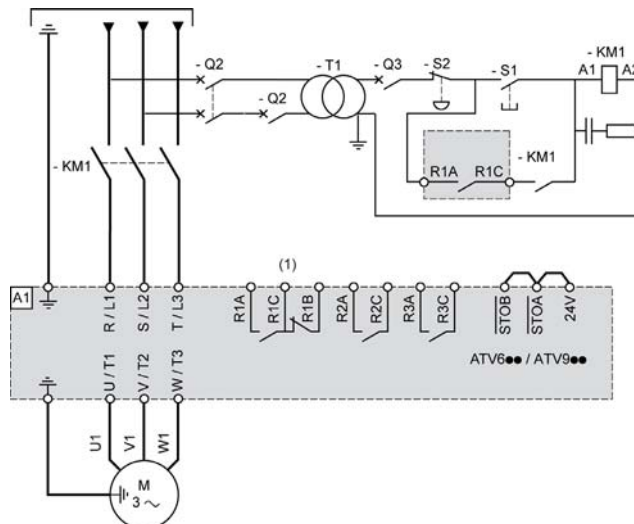 - Q2
- T1
- Q3
- S2
- S1
- KM1
A1
A2
- Q2
- KM1
R1A
R1C
- KM1
(1)
A1
R / L1
S / L2
T / L3
R1A
R1C
R1B
R2A
R2C
R3A
R3C
STOB
STOA
24V
ATV6●● / ATV9●●
U / T1
V / T2
W / T3
U1
V1
W1
M
3 ~